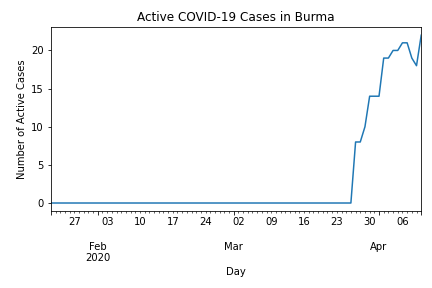 Active COVID-19 Cases in Burma
Number of Active Cases
20
15
10
5
0
27 03 10 17 24 02 09 16 23 30 06
Feb Mar Apr
2020
Day